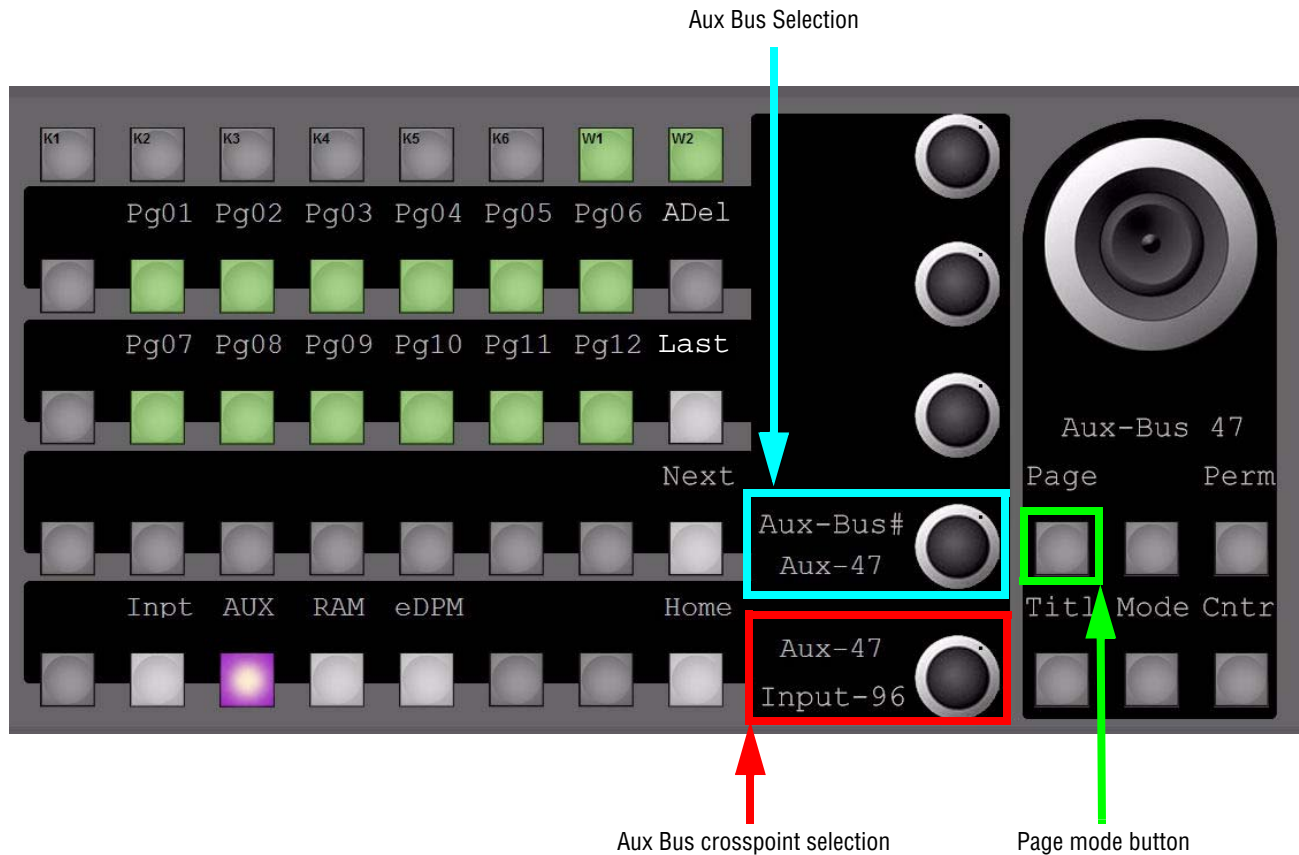 Aux Bus Selection
K1 K2 K3 K4 K5 K6 W1 W2
Pg01 Pg02 Pg03 Pg04 Pg05 Pg06 ADel
Pg07 Pg08 Pg09 Pg10 Pg11 Pg12 Last
Aux-Bus 47
Next
Page Perm
Aux-Bus#
Aux-47
Inpt AUX RAM eDPM Home
Titl Mode Cntr
Aux-47
Input-96
Aux Bus crosspoint selection
Page mode button